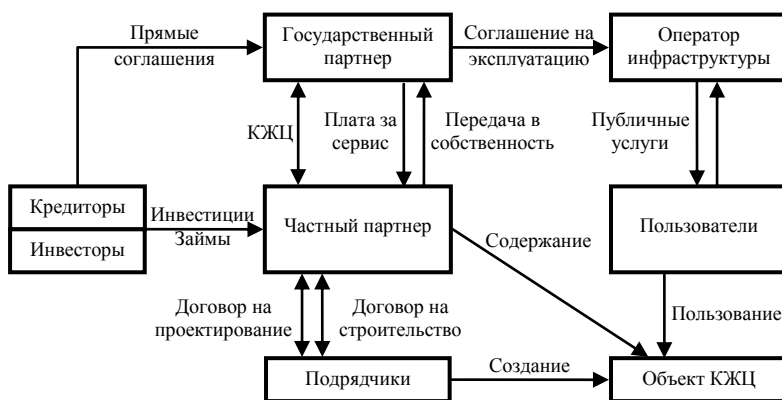 Прямые
соглашения
Государственный
партнер
Соглашение на
эксплуатацию
Оператор
инфраструктуры
КЖЦ
Плата за
сервис
Передача в
собственность
Публичные
услуги
Кредиторы
Инвесторы
Инвестиции
Займы
Частный партнер
Содержание
Пользователи
Договор на
проектирование
Договор на
строительство
Пользование
Подрядчики
Создание
Объект КЖЦ